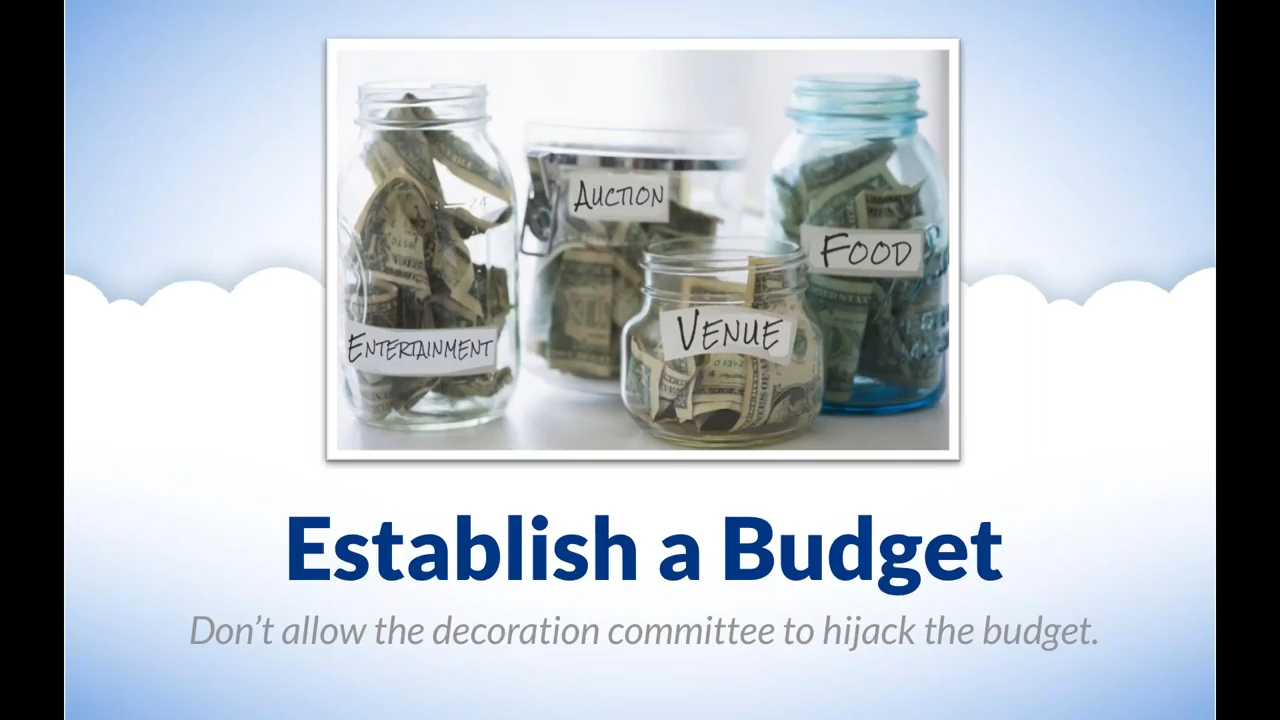 Entertainment
Auction
Venue
Food
Establish a Budget
Don't allow the decoration committee to hijack the budget.